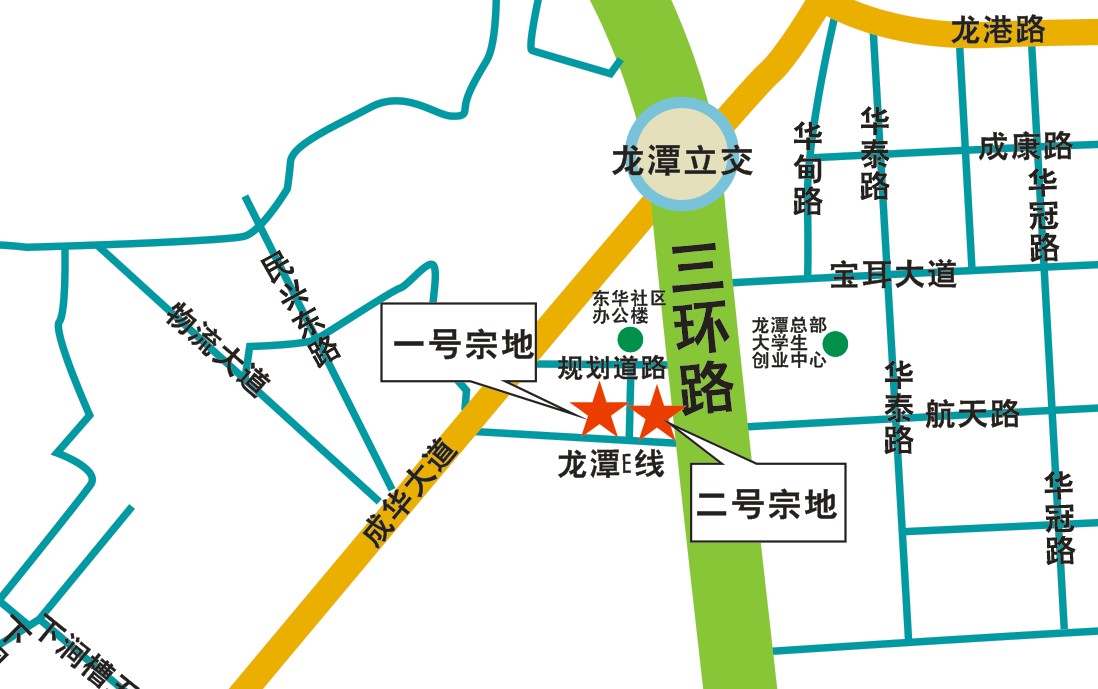 龙港路
华甸路
华泰路
成康路
华冠路
龙潭立交
三环路
宝耳大道
民兴东路
物流大道
东华社区
办公楼
龙潭总部
大学生
创业中心
一号宗地
规划道路
华泰路
航天路
龙潭E线
成华大道
二号宗地
华冠路
下涧槽
下